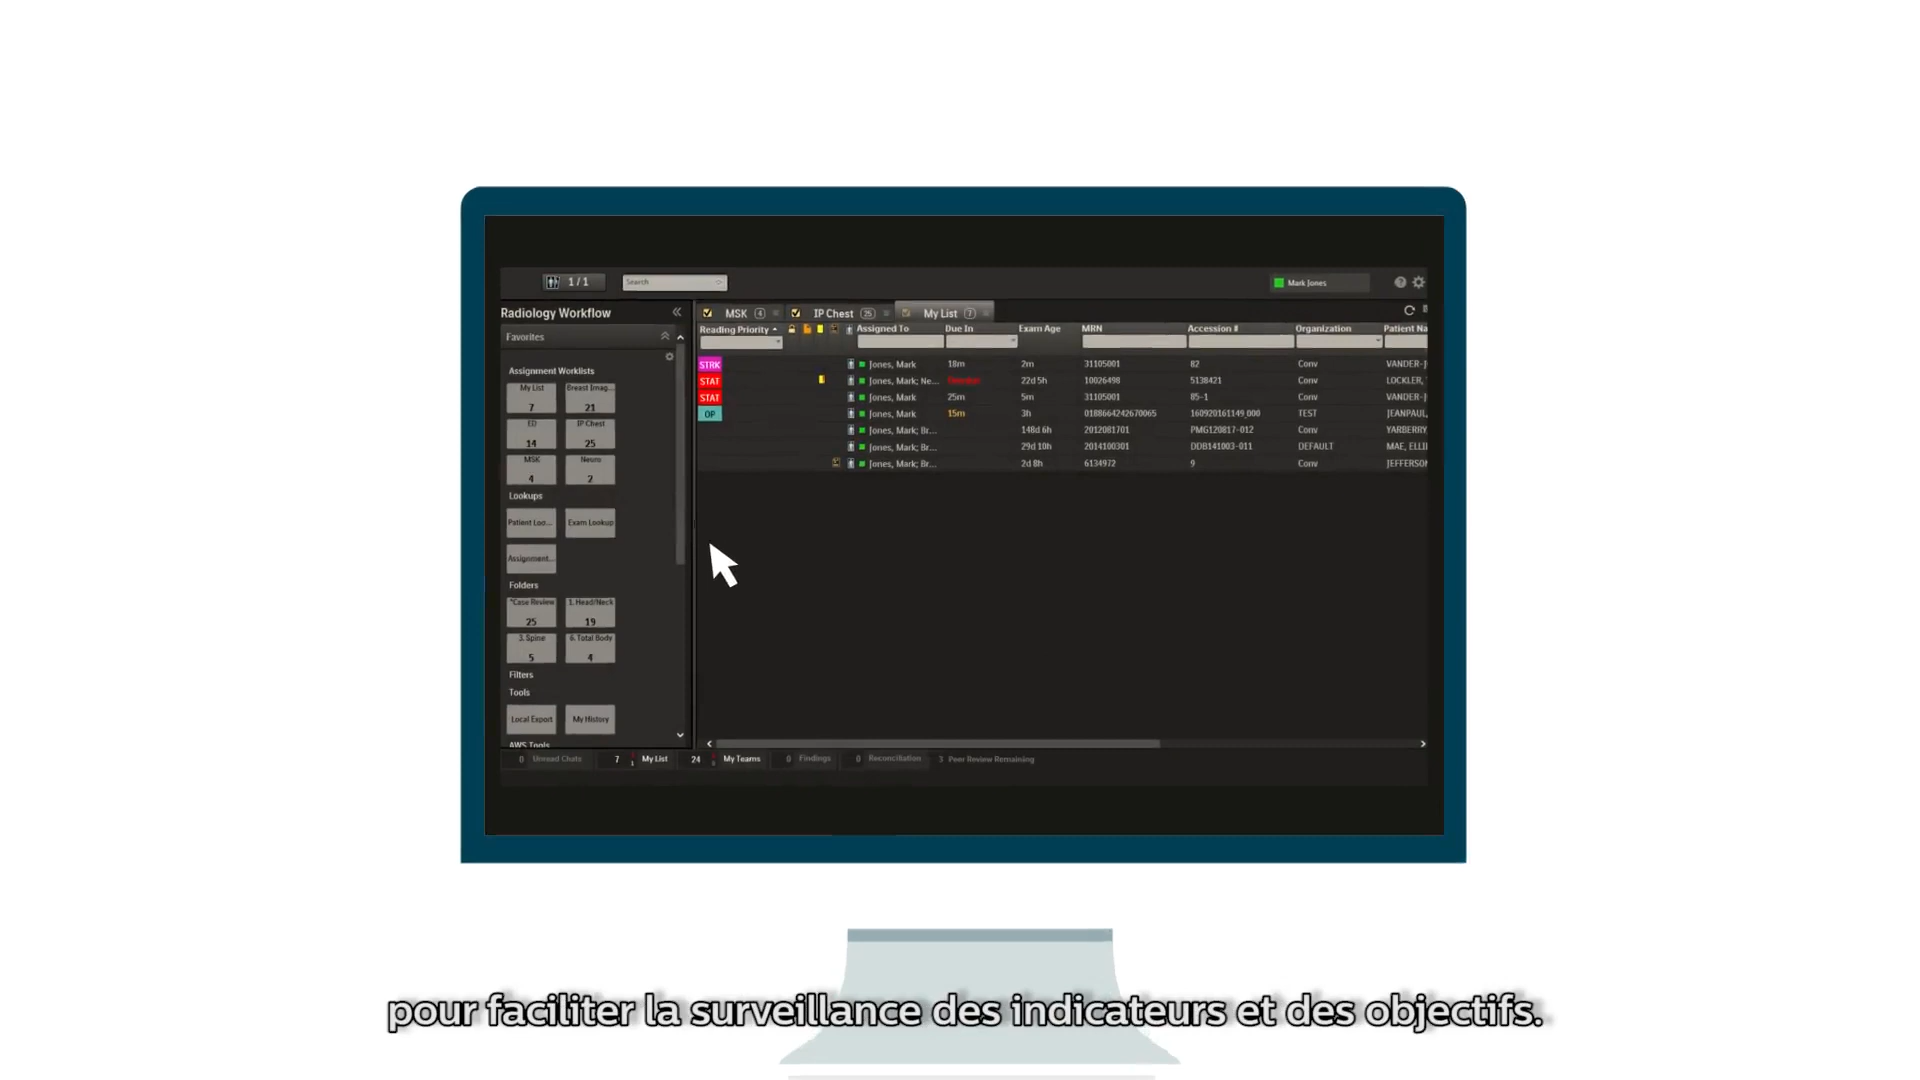 1 / 1
Search
Mark Jones
Radiology Workflow
MSK 4
IP Chest 25
My List 7
Favorites
Reading Priority Assigned To Due In Exam Age MRN Accession # Organization Patient Na
Assignment Worklists
STRK Jones, Mark 18m 2m 31105001 82 Conv VANDER-J
STAT Jones, Mark; Ne... 22d 5h 10026498 5138421 Conv LOCKLER,
STAT Jones, Mark 25m 5m 31105001 85-1 Conv VANDER-J
OP Jones, Mark 15m 3h 0188664242670065 160920161149_000 TEST JEANPAUL,
Jones, Mark; Br... 148d 6h 2012081701 PMG120817-012 YARBERRY
Jones, Mark; Br... 29d 10h 2014100301 DDB141003-011 DEFAULT MAE, ELLI
Jones, Mark; Br... 2d 8h 6134972 9 Conv JEFFERSON
My List 7
Breast Imag... 21
ED 14
IP Chest 25
MSK 4
Neuro 2
Lookups
Patient Loo...
Exam Lookup
Assignment...
Folders
*Case Review 25
1. Head/Neck 19
3. Spine 5
6. Total Body 4
Filters
Tools
Local Export
My History
AWS Tools
0 Unread Chats 7 1 My List 24 My Teams 0 Findings 0 Reconciliation 3 Peer Review Remaining
pour faciliter la surveillance des indicateurs et des objectifs.